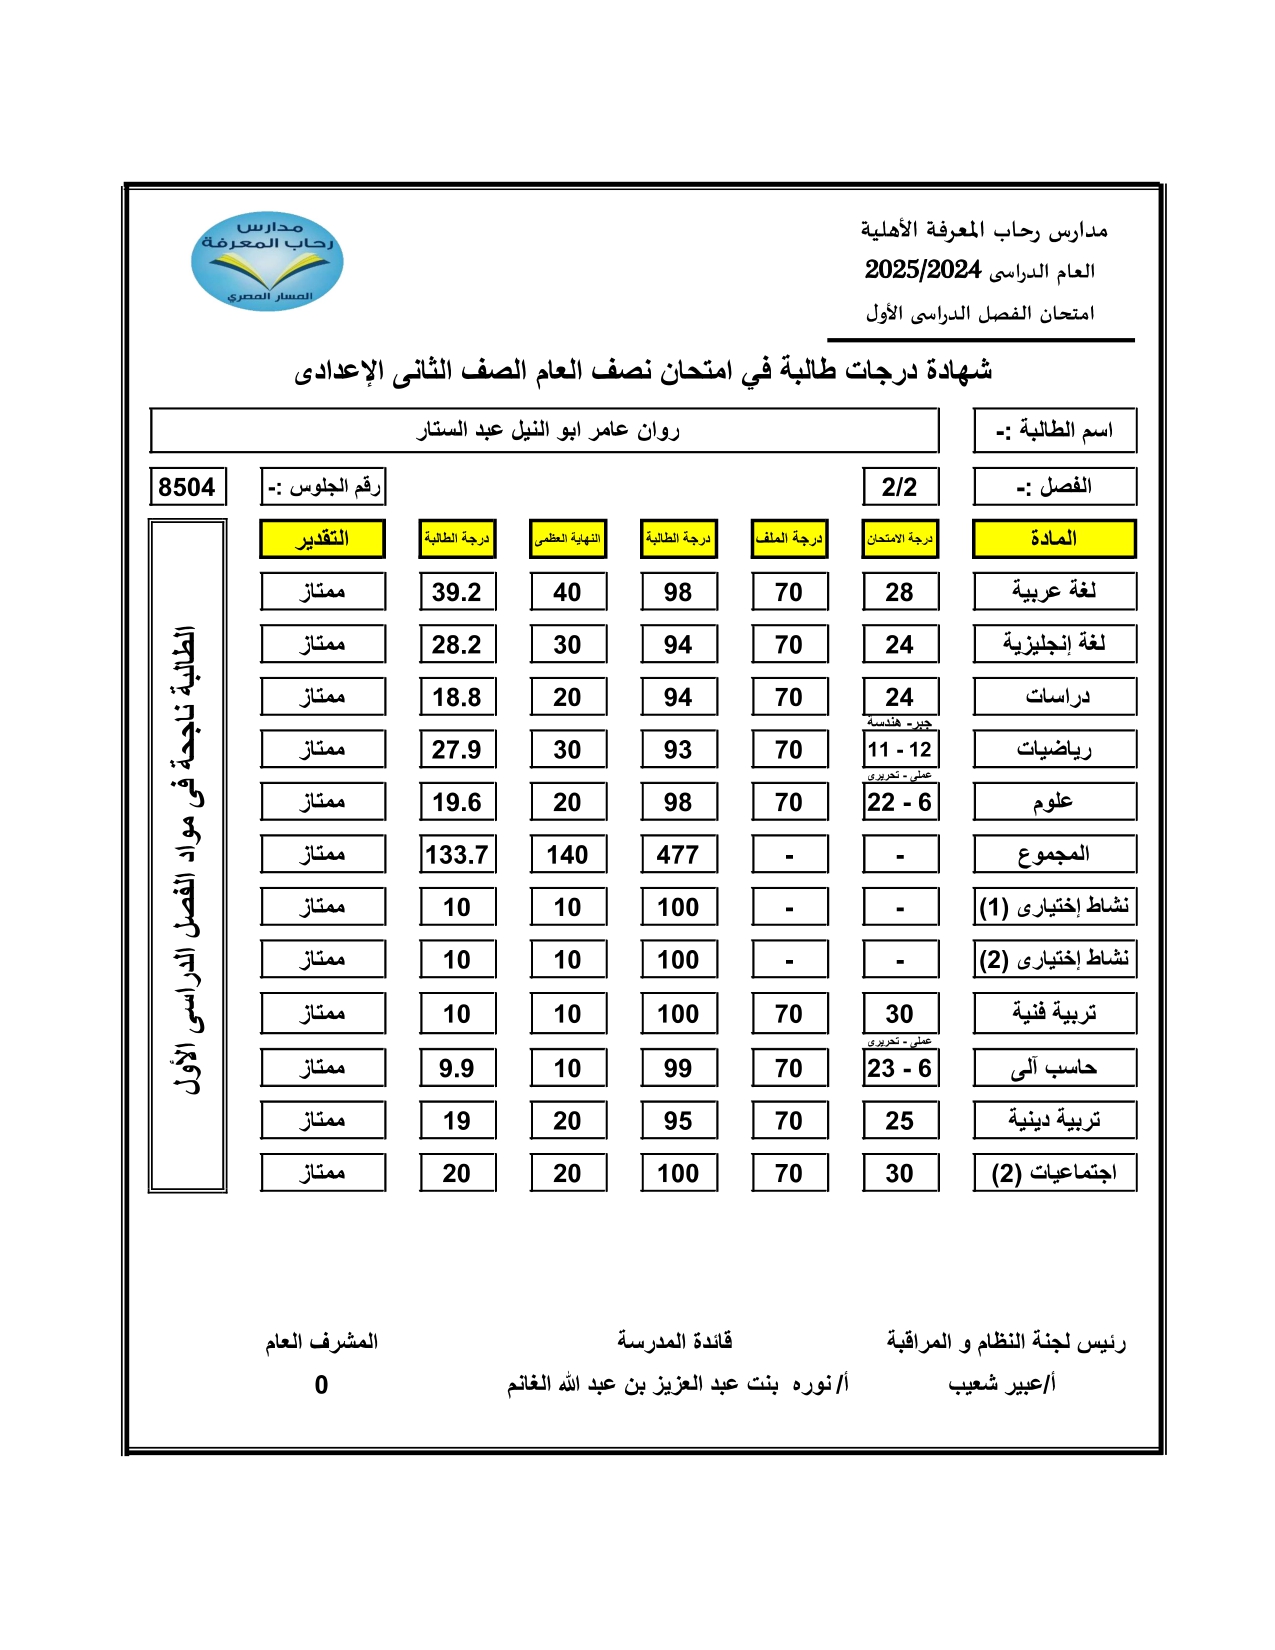 مدارس رحاب المعرفة الأهلية
العام الدراسى 2025/2024
امتحان الفصل الدراسى الأول
مدارس
رحاب المعرفة
المسار المصري
شهادة درجات طالبة في امتحان نصف العام الصف الثانى الإعدادى
اسم الطالبة :- روان عامر ابو النيل عبد الستار
الفصل :- 2/2 رقم الجلوس :- 8504
المادة درجة الامتحان درجة الملف درجة الطالبة النهاية العظمى درجة الطالبة التقدير
لغة عربية 28 70 98 40 39.2 ممتاز
لغة إنجليزية 24 70 94 30 28.2 ممتاز
دراسات 24 70 94 20 18.8 ممتاز
جبر- هندسة
رياضيات 12 - 11 70 93 30 27.9 ممتاز
عملي - تحريرى
علوم 6 - 22 70 98 20 19.6 ممتاز
المجموع - - 477 140 133.7 ممتاز
نشاط إختيارى (1) - - 100 10 10 ممتاز
نشاط إختيارى (2) - - 100 10 10 ممتاز
تربية فنية 30 70 100 10 10 ممتاز
عملي - تحريرى
حاسب آلى 6 - 23 70 99 10 9.9 ممتاز
تربية دينية 25 70 95 20 19 ممتاز
اجتماعيات (2) 30 70 100 20 20 ممتاز
الطالبة ناجحة فى مواد الفصل الدراسى الأول
رئيس لجنة النظام و المراقبة قائدة المدرسة المشرف العام
أ/عبير شعيب أ/ نوره بنت عبد العزيز بن عبد الله الغانم 0